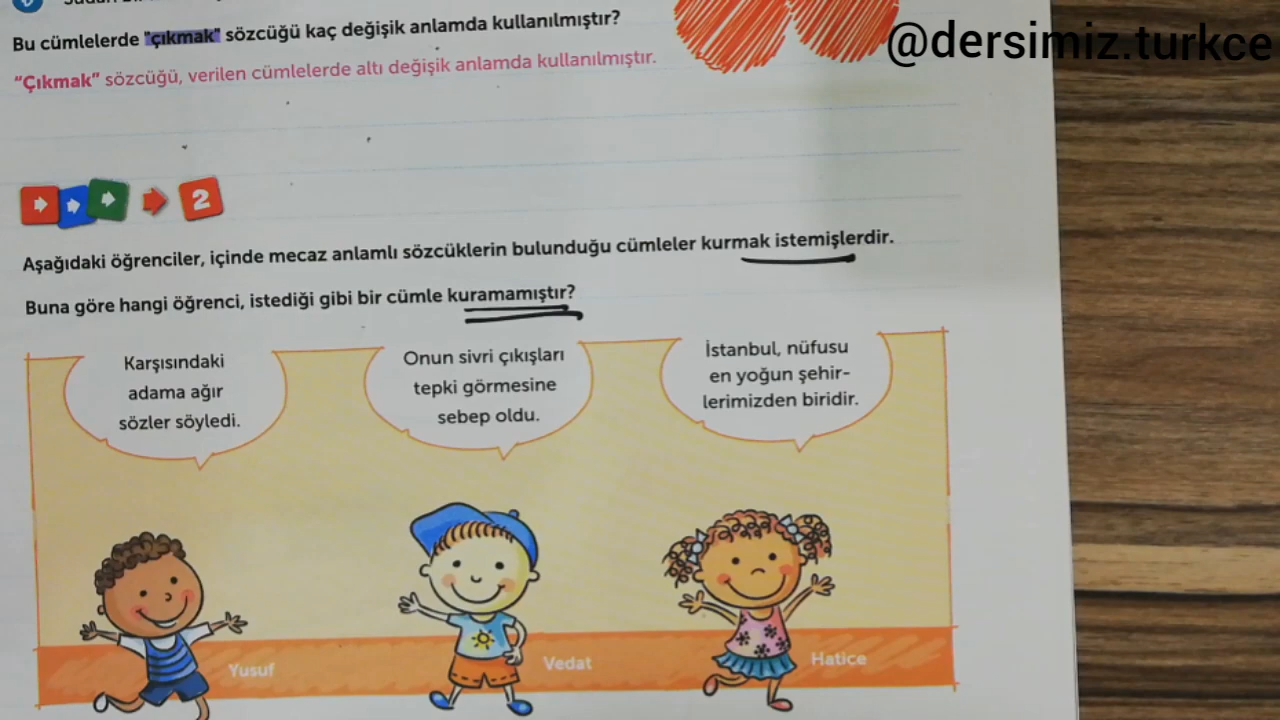 Bu cümlelerde "çıkmak" sözcüğü kaç değişik anlamda kullanılmıştır?
"Çıkmak" sözcüğü, verilen cümlelerde altı değişik anlamda kullanılmıştır.
@dersimiz.turkce
2
Aşağıdaki öğrenciler, içinde mecaz anlamlı sözcüklerin bulunduğu cümleler kurmak istemişlerdir.
Buna göre hangi öğrenci, istediği gibi bir cümle kuramamıştır?
Karşısındaki
adama ağır
sözler söyledi.
Onun sivri çıkışları
tepki görmesine
sebep oldu.
İstanbul, nüfusu
en yoğun şehir-
lerimizden biridir.
Yusuf
Vedat
Hatice